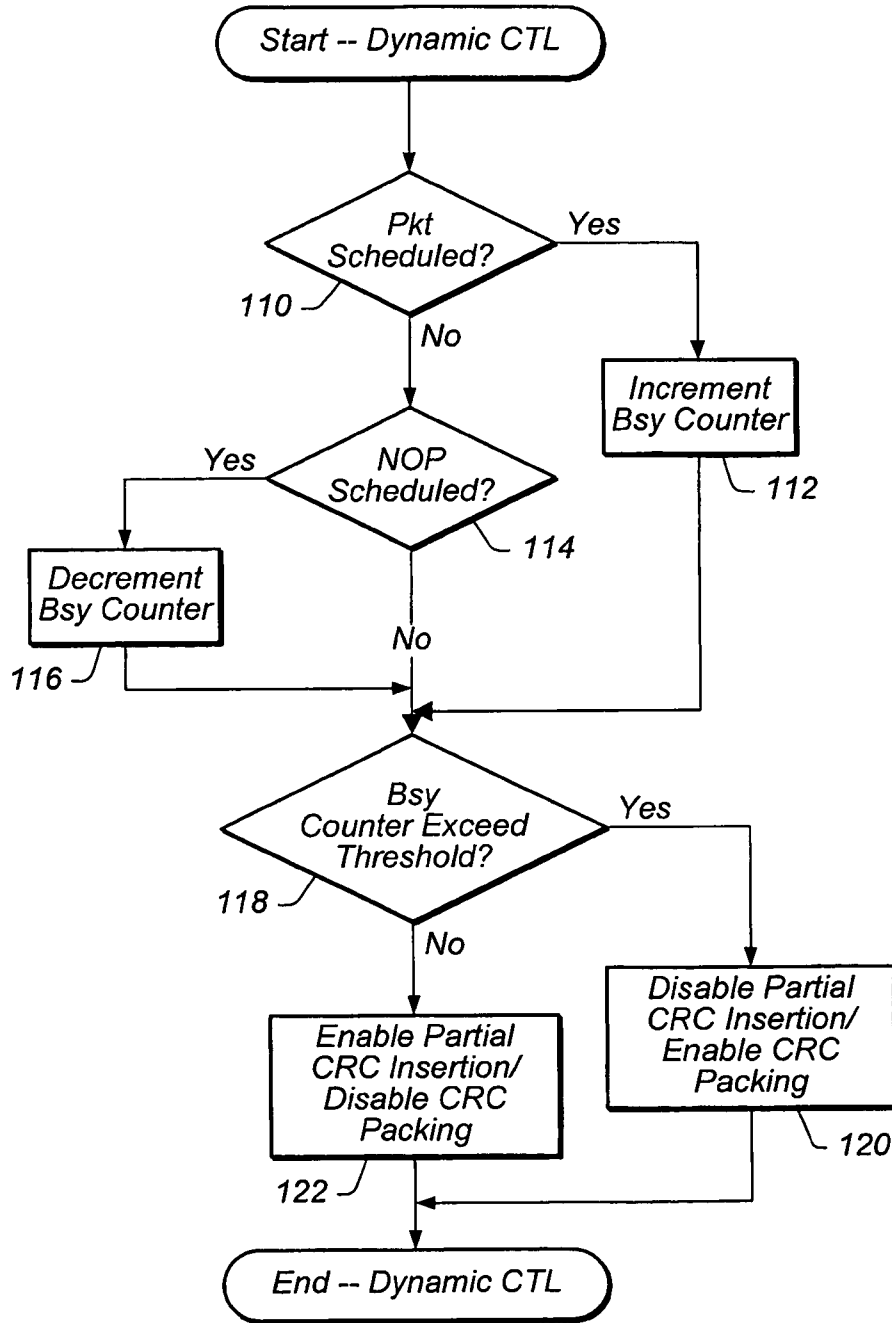 Start -- Dynamic CTL
Pkt
Scheduled?
Yes
110
No
Increment
Bsy Counter
112
Yes
NOP
Scheduled?
114
Decrement
Bsy Counter
116
No
Bsy
Counter Exceed
Threshold?
Yes
118
No
Disable Partial
CRC Insertion/
Enable CRC
Packing
120
Enable Partial
CRC Insertion/
Disable CRC
Packing
122
End -- Dynamic CTL